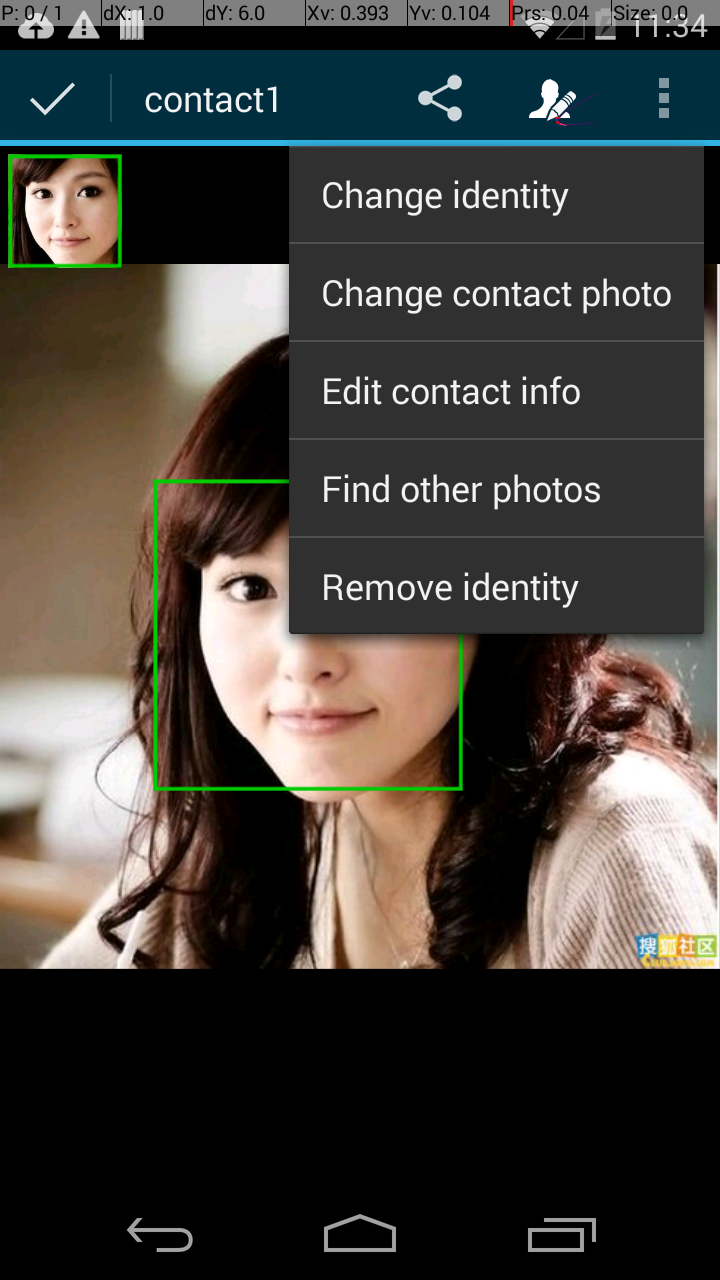 P: 0 / 1 dX: 1.0 dY: 6.0 Xv: 0.393 Yv: 0.104 Prs: 0.04 Size: 0.0
11:34
contact1
Change identity
Change contact photo
Edit contact info
Find other photos
Remove identity
搜狐社区